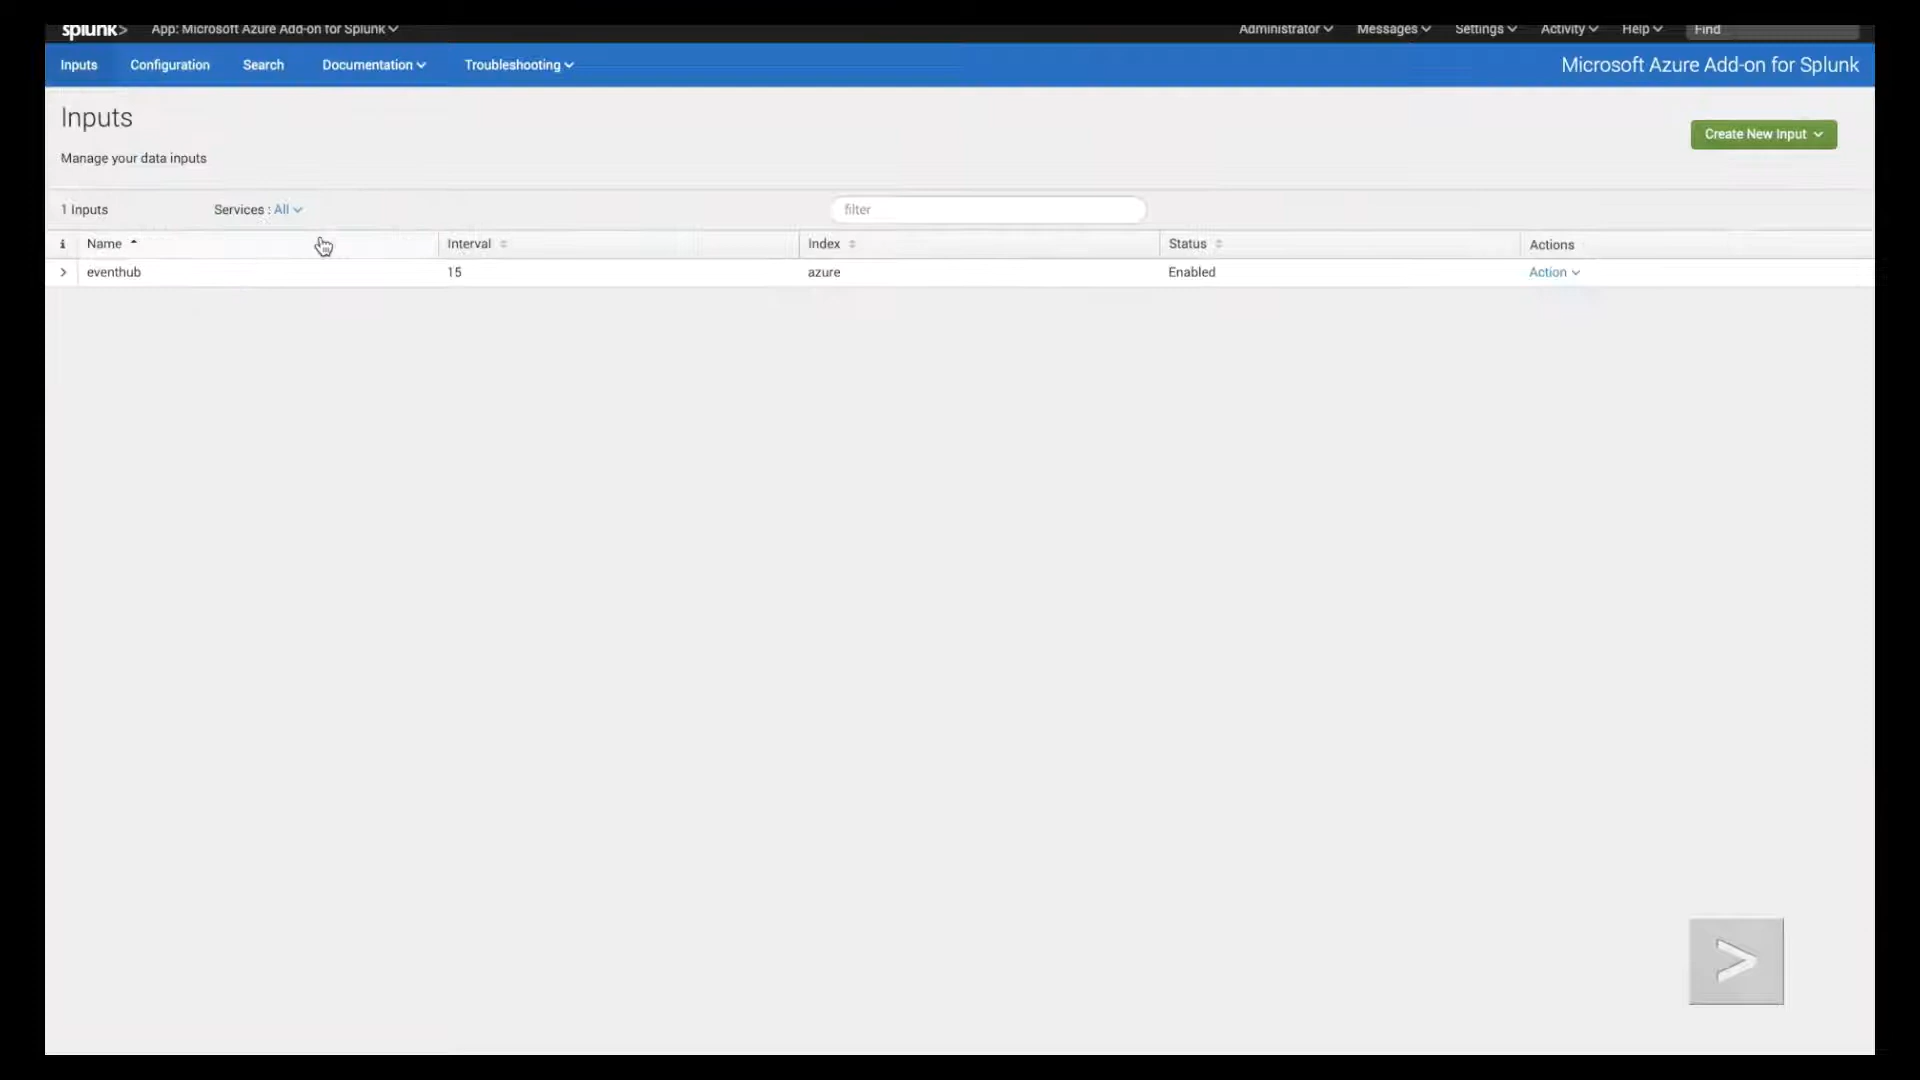 splunk> App: Microsoft Azure Add-on for Splunk Administrator Messages Settings Activity Help Find
Inputs Configuration Search Documentation Troubleshooting Microsoft Azure Add-on for Splunk
Inputs
Create New Input
Manage your data inputs
1 Inputs Services : All filter
i Name Interval Index Status Actions
> eventhub 15 azure Enabled Action
>